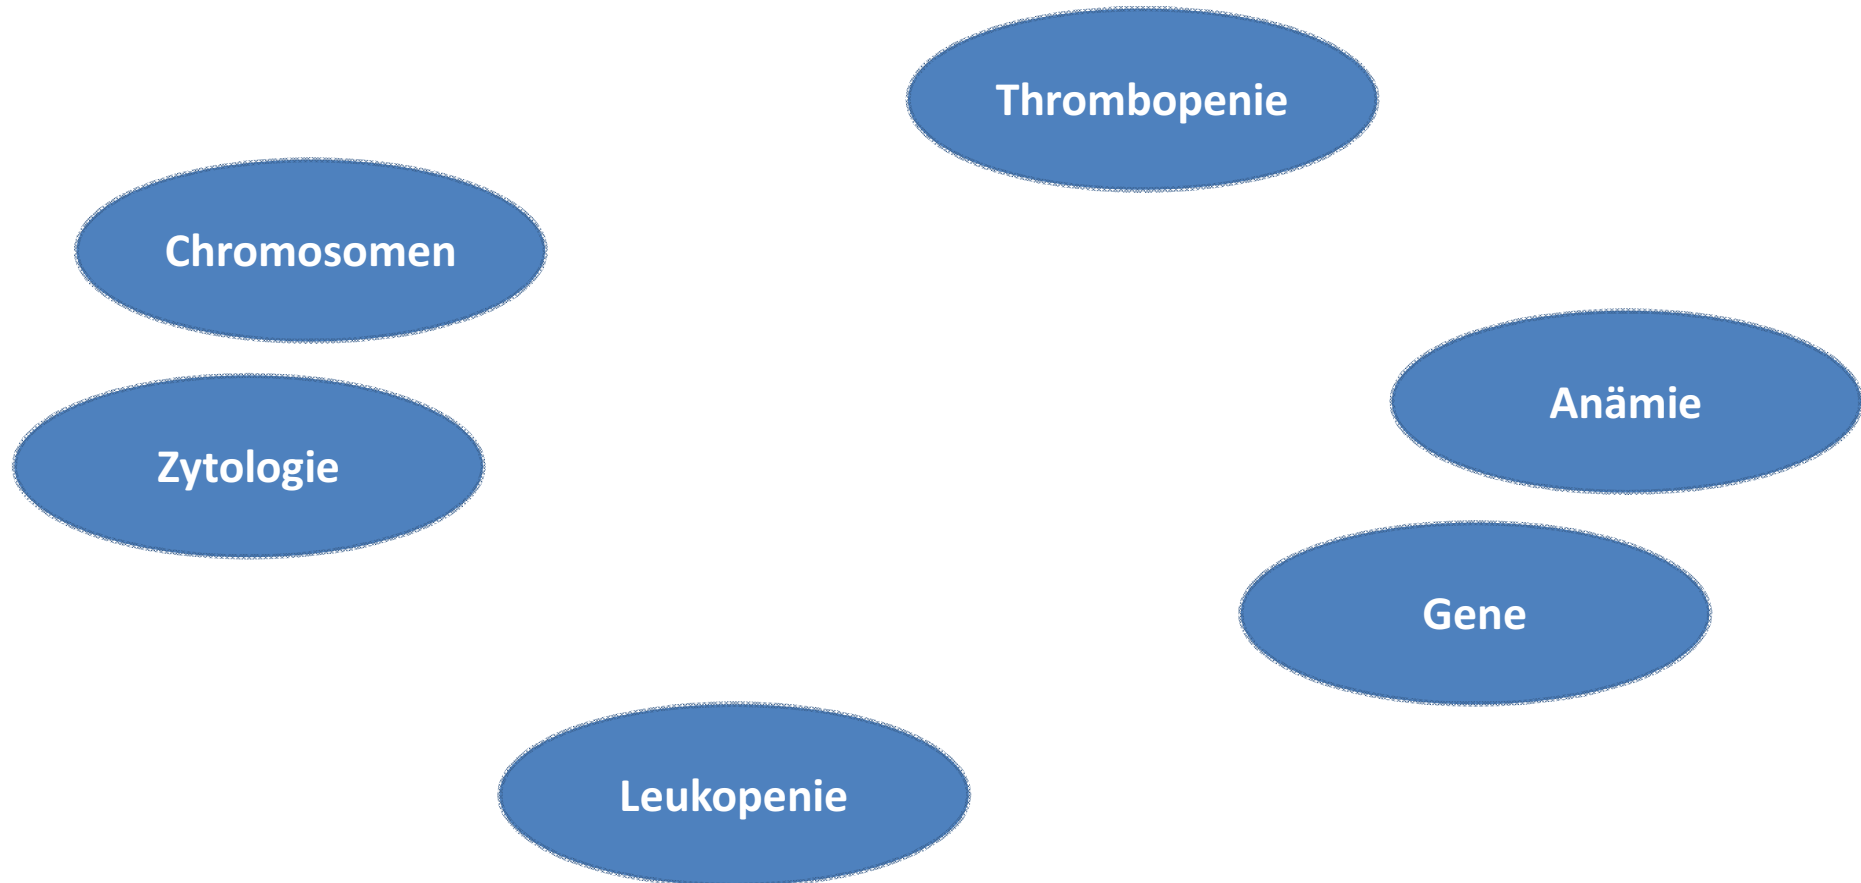 Thrombopenie
Chromosomen
Anämie
Zytologie
Gene
Leukopenie